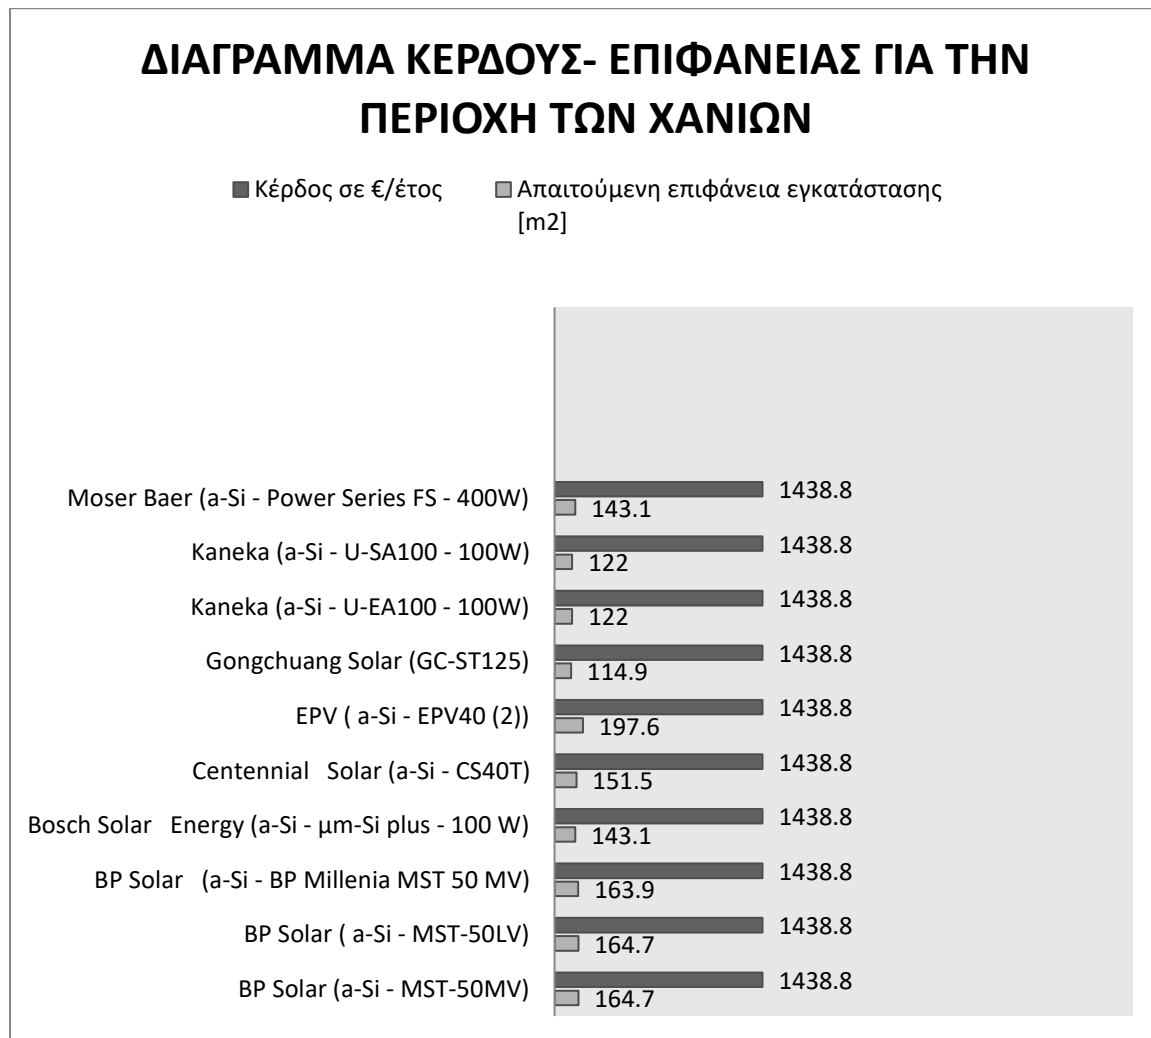 ΔΙΑΓΡΑΜΜΑ ΚΕΡΔΟΥΣ- ΕΠΙΦΑΝΕΙΑΣ ΓΙΑ ΤΗΝ
ΠΕΡΙΟΧΗ ΤΩΝ ΧΑΝΙΩΝ
Κέρδος σε €/έτος
Απαιτούμενη επιφάνεια εγκατάστασης
[m2]
Moser Baer (a-Si - Power Series FS - 400W)
1438.8
143.1
Kaneka (a-Si - U-SA100 - 100W)
1438.8
122
Kaneka (a-Si - U-EA100 - 100W)
1438.8
122
Gongchuang Solar (GC-ST125)
1438.8
114.9
EPV ( a-Si - EPV40 (2))
1438.8
197.6
Centennial Solar (a-Si - CS40T)
1438.8
151.5
Bosch Solar Energy (a-Si - μm-Si plus - 100 W)
1438.8
143.1
BP Solar (a-Si - BP Millenia MST 50 MV)
1438.8
163.9
BP Solar ( a-Si - MST-50LV)
1438.8
164.7
BP Solar (a-Si - MST-50MV)
1438.8
164.7